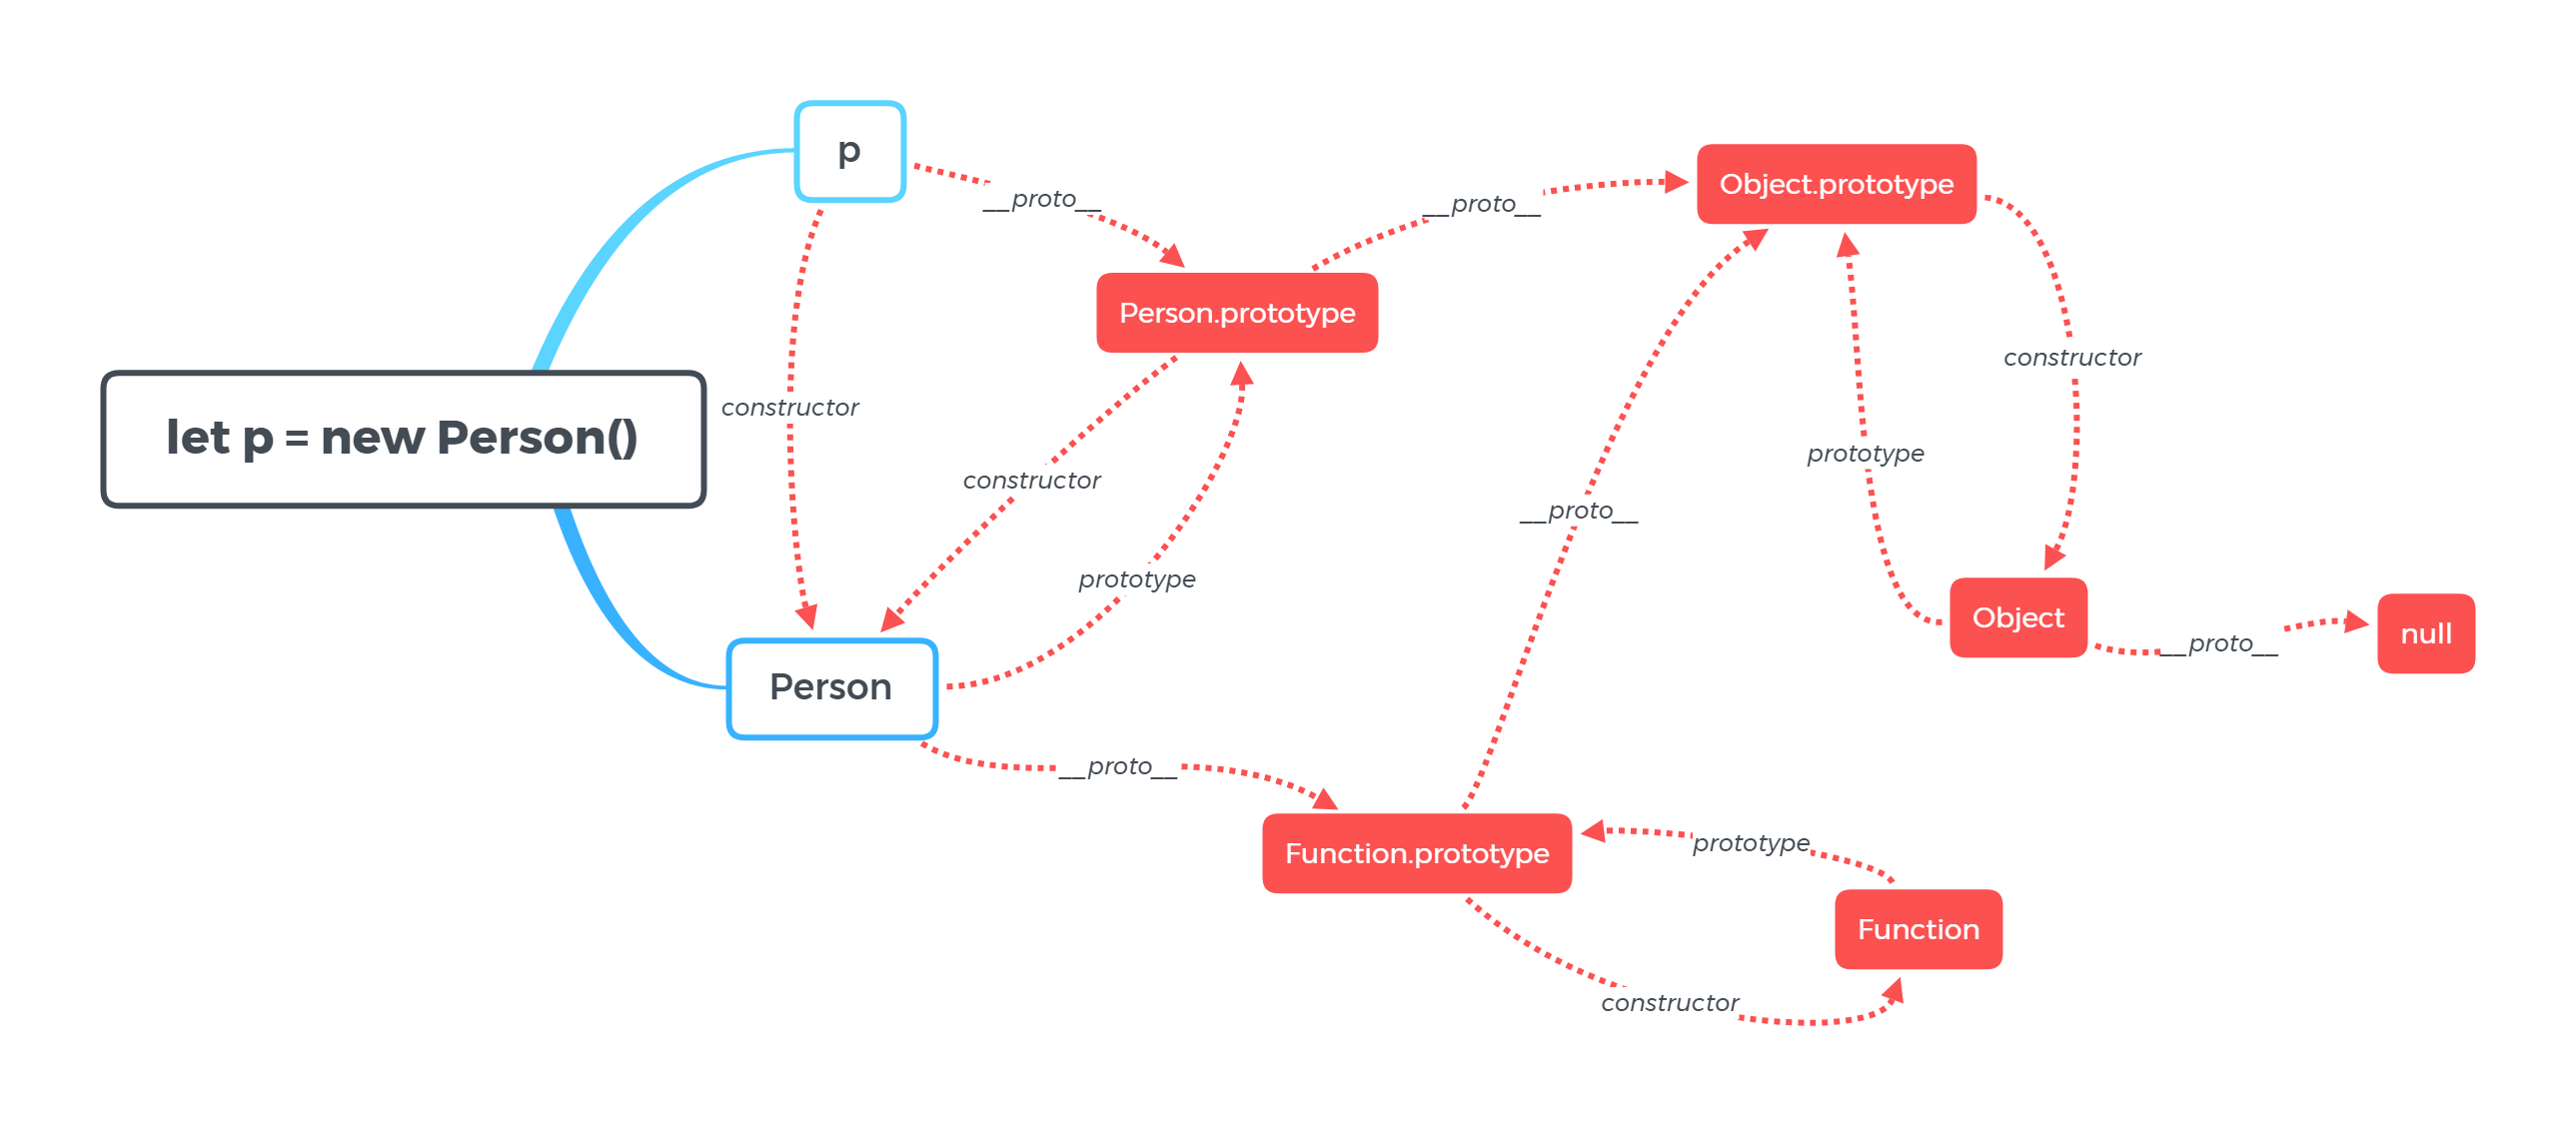 p
__proto__
__proto__
Object.prototype
Person.prototype
constructor
constructor
let p = new Person()
prototype
constructor
__proto__
prototype
Object
null
__proto__
Person
__proto__
prototype
Function.prototype
Function
constructor